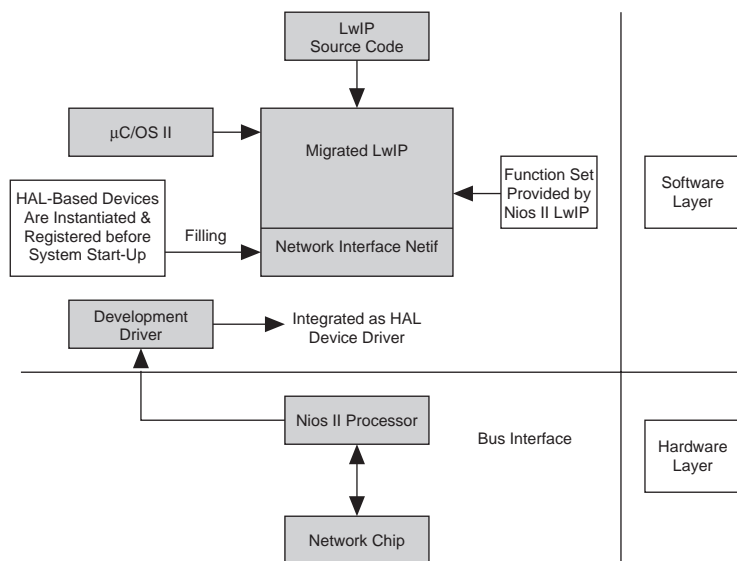 LwIP
Source Code
μC/OS II
Migrated LwIP
Function Set
Provided by
Nios II LwIP
Software
Layer
HAL-Based Devices
Are Instantiated &
Registered before
System Start-Up
Filling
Network Interface Netif
Development
Driver
Integrated as HAL
Device Driver
Nios II Processor
Bus Interface
Hardware
Layer
Network Chip